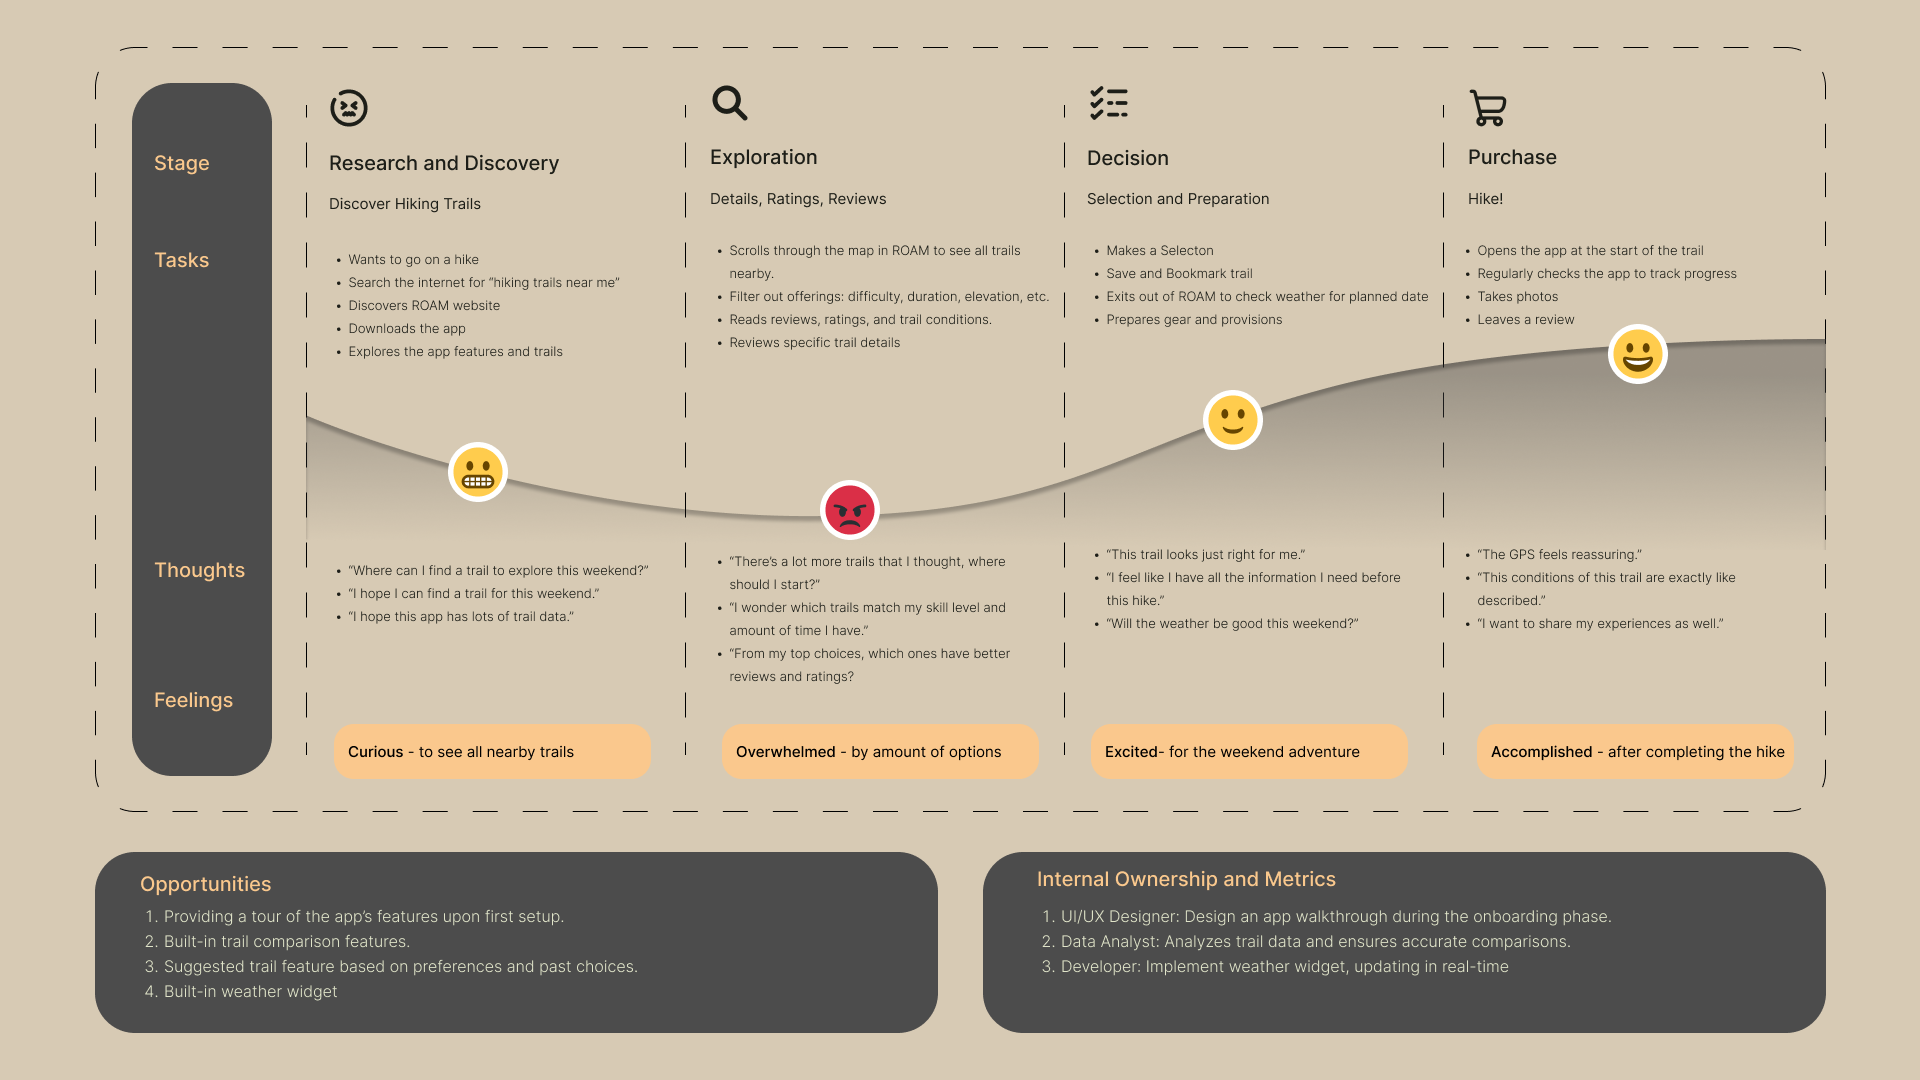 Stage
Tasks
Thoughts
Feelings
Research and Discovery
Discover Hiking Trails
• Wants to go on a hike
• Search the internet for “hiking trails near me”
• Discovers ROAM website
• Downloads the app
• Explores the app features and trails
• “Where can I find a trail to explore this weekend?”
• “I hope I can find a trail for this weekend.”
• “I hope this app has lots of trail data.”
Curious - to see all nearby trails
Exploration
Details, Ratings, Reviews
• Scrolls through the map in ROAM to see all trails
nearby.
• Filter out offerings: difficulty, duration, elevation, etc.
• Reads reviews, ratings, and trail conditions.
• Reviews specific trail details
• “There’s a lot more trails that I thought, where
should I start?”
• “I wonder which trails match my skill level and
amount of time I have.”
• “From my top choices, which ones have better
reviews and ratings?
Overwhelmed - by amount of options
Decision
Selection and Preparation
• Makes a Selecton
• Save and Bookmark trail
• Exits out of ROAM to check weather for planned date
• Prepares gear and provisions
• “This trail looks just right for me.”
• “I feel like I have all the information I need before
this hike.”
• “Will the weather be good this weekend?”
Excited- for the weekend adventure
Purchase
Hike!
• Opens the app at the start of the trail
• Regularly checks the app to track progress
• Takes photos
• Leaves a review
• “The GPS feels reassuring.”
• “This conditions of this trail are exactly like
described.”
• “I want to share my experiences as well.”
Accomplished - after completing the hike
Opportunities
1. Providing a tour of the app’s features upon first setup.
2. Built-in trail comparison features.
3. Suggested trail feature based on preferences and past choices.
4. Built-in weather widget
Internal Ownership and Metrics
1. UI/UX Designer: Design an app walkthrough during the onboarding phase.
2. Data Analyst: Analyzes trail data and ensures accurate comparisons.
3. Developer: Implement weather widget, updating in real-time